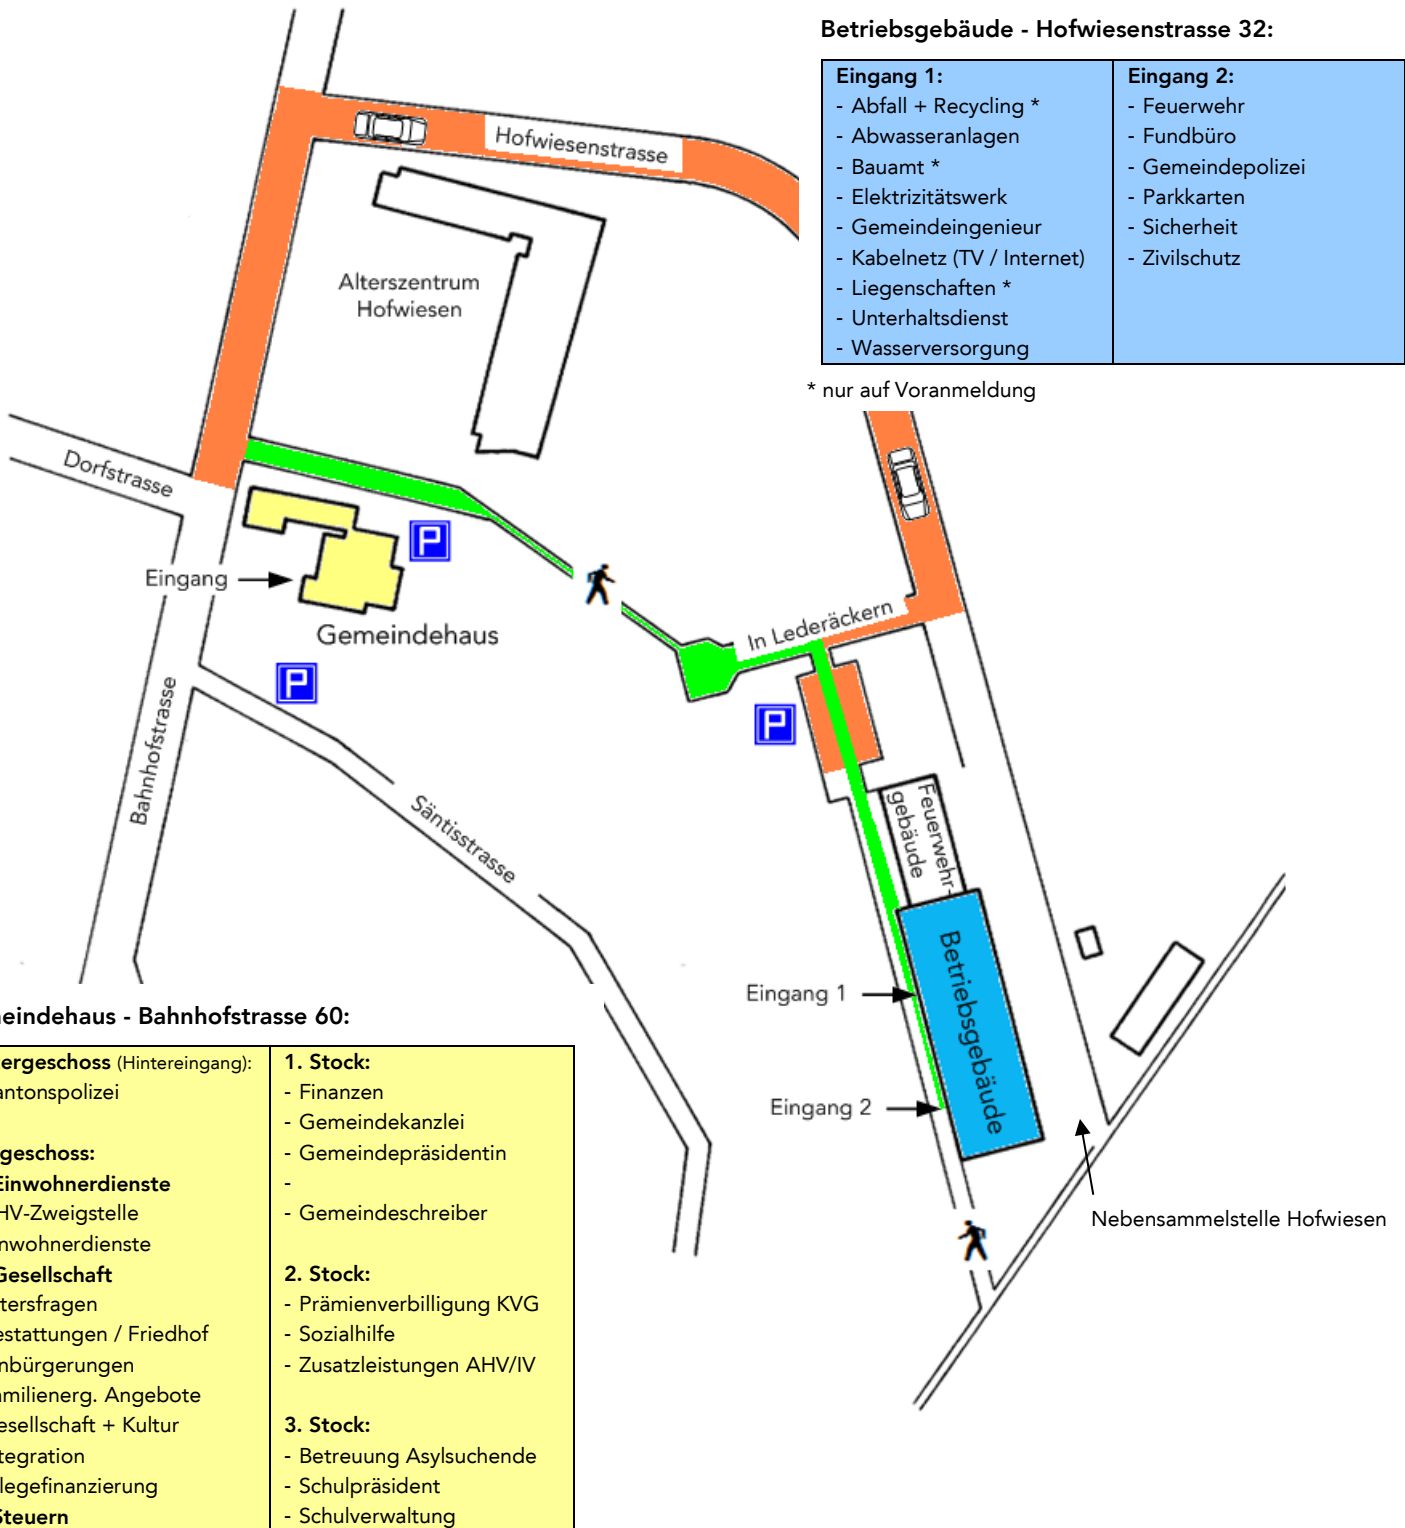 Betriebsgebäude - Hofwiesenstrasse 32:
Eingang 1:
- Abfall + Recycling *
- Abwasseranlagen
- Bauamt *
- Elektrizitätswerk
- Gemeindeingenieur
- Kabelnetz (TV / Internet)
- Liegenschaften *
- Unterhaltsdienst
- Wasserversorgung
Eingang 2:
- Feuerwehr
- Fundbüro
- Gemeindepolizei
- Parkkarten
- Sicherheit
- Zivilschutz
* nur auf Voranmeldung
Hofwiesenstrasse
Alterszentrum
Hofwiesen
Dorfstrasse
P
Eingang
Gemeindehaus
In Lederäckern
P
P
Bahnhofstrasse
Säntisstrasse
Feuerwehr-
gebäude
Betriebsgebäude
Eingang 1
Eingang 2
Nebensammelstelle Hofwiesen
eindehaus - Bahnhofstrasse 60:
ergeschoss (Hintereingang):
antonspolizei
geschoss:
Einwohnerdienste
HV-Zweigstelle
nwohnerdienste
Gesellschaft
tersfragen
estattungen / Friedhof
nbürgerungen
amilienerg. Angebote
esellschaft + Kultur
tegration
legefinanzierung
Steuern
1. Stock:
- Finanzen
- Gemeindekanzlei
- Gemeindepräsidentin
-
- Gemeindeschreiber
2. Stock:
- Prämienverbilligung KVG
- Sozialhilfe
- Zusatzleistungen AHV/IV
3. Stock:
- Betreuung Asylsuchende
- Schulpräsident
- Schulverwaltung